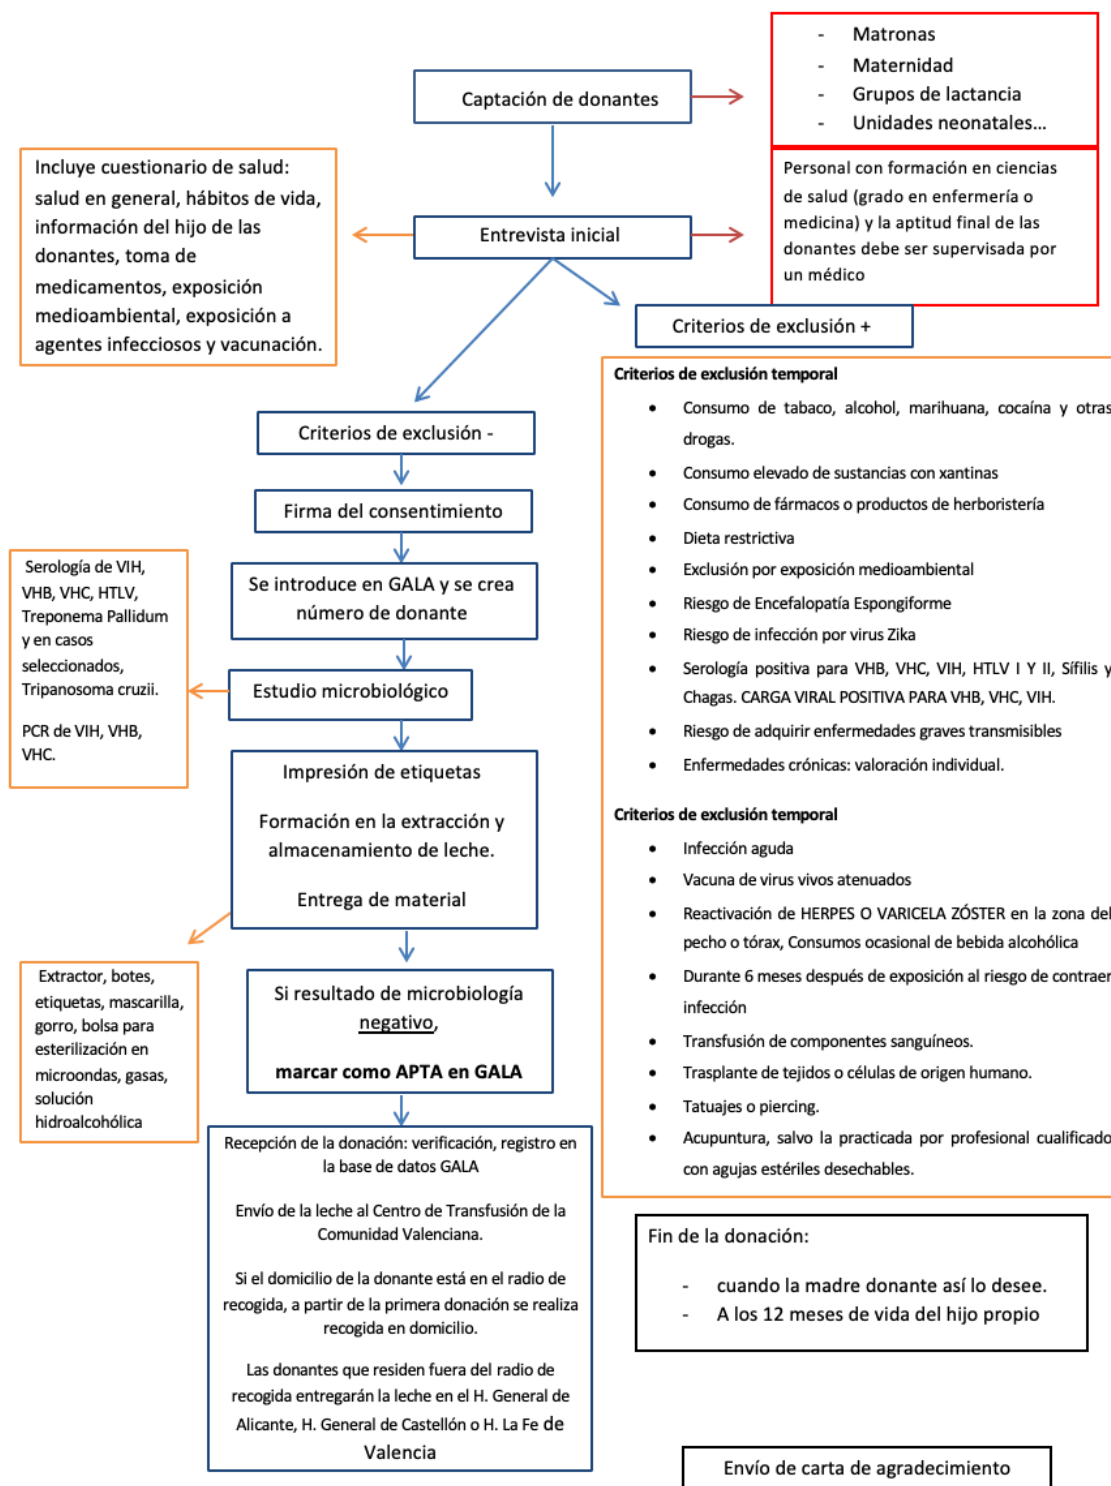 Captación de donantes
- Matronas
- Maternidad
- Grupos de lactancia
- Unidades neonatales...
Incluye cuestionario de salud:
salud en general, hábitos de vida,
información del hijo de las
donantes, toma de
medicamentos, exposición
medioambiental, exposición a
agentes infecciosos y vacunación.
Entrevista inicial
Personal con formación en ciencias
de salud (grado en enfermería o
medicina) y la aptitud final de las
donantes debe ser supervisada por
un médico
Criterios de exclusión +
Criterios de exclusión temporal
• Consumo de tabaco, alcohol, marihuana, cocaína y otras
drogas.
• Consumo elevado de sustancias con xantinas
• Consumo de fármacos o productos de herboristería
• Dieta restrictiva
• Exclusión por exposición medioambiental
• Riesgo de Encefalopatía Espongiforme
• Riesgo de infección por virus Zika
• Serología positiva para VHB, VHC, VIH, HTLV I Y II, Sífilis y
Chagas. CARGA VIRAL POSITIVA PARA VHB, VHC, VIH.
• Riesgo de adquirir enfermedades graves transmisibles
• Enfermedades crónicas: valoración individual.
Criterios de exclusión temporal
• Infección aguda
• Vacuna de virus vivos atenuados
• Reactivación de HERPES O VARICELA ZÓSTER en la zona del
pecho o tórax, Consumos ocasional de bebida alcohólica
• Durante 6 meses después de exposición al riesgo de contraer
infección
• Transfusión de componentes sanguíneos.
• Trasplante de tejidos o células de origen humano.
• Tatuajes o piercing.
• Acupuntura, salvo la practicada por profesional cualificado
con agujas estériles desechables.
Criterios de exclusión -
Firma del consentimiento
Se introduce en GALA y se crea
número de donante
Serología de VIH,
VHB, VHC, HTLV,
Treponema Pallidum
y en casos
seleccionados,
Tripanosoma cruzii.
PCR de VIH, VHB,
VHC.
Estudio microbiológico
Impresión de etiquetas
Formación en la extracción y
almacenamiento de leche.
Entrega de material
Extractor, botes,
etiquetas, mascarilla,
gorro, bolsa para
esterilización en
microondas, gasas,
solución
hidroalcohólica
Si resultado de microbiología
negativo,
marcar como APTA en GALA
Recepción de la donación: verificación, registro en
la base de datos GALA
Envío de la leche al Centro de Transfusión de la
Comunidad Valenciana.
Si el domicilio de la donante está en el radio de
recogida, a partir de la primera donación se realiza
recogida en domicilio.
Las donantes que residen fuera del radio de
recogida entregarán la leche en el H. General de
Alicante, H. General de Castellón o H. La Fe de
Valencia
Fin de la donación:
- cuando la madre donante así lo desee.
- A los 12 meses de vida del hijo propio
Envío de carta de agradecimiento